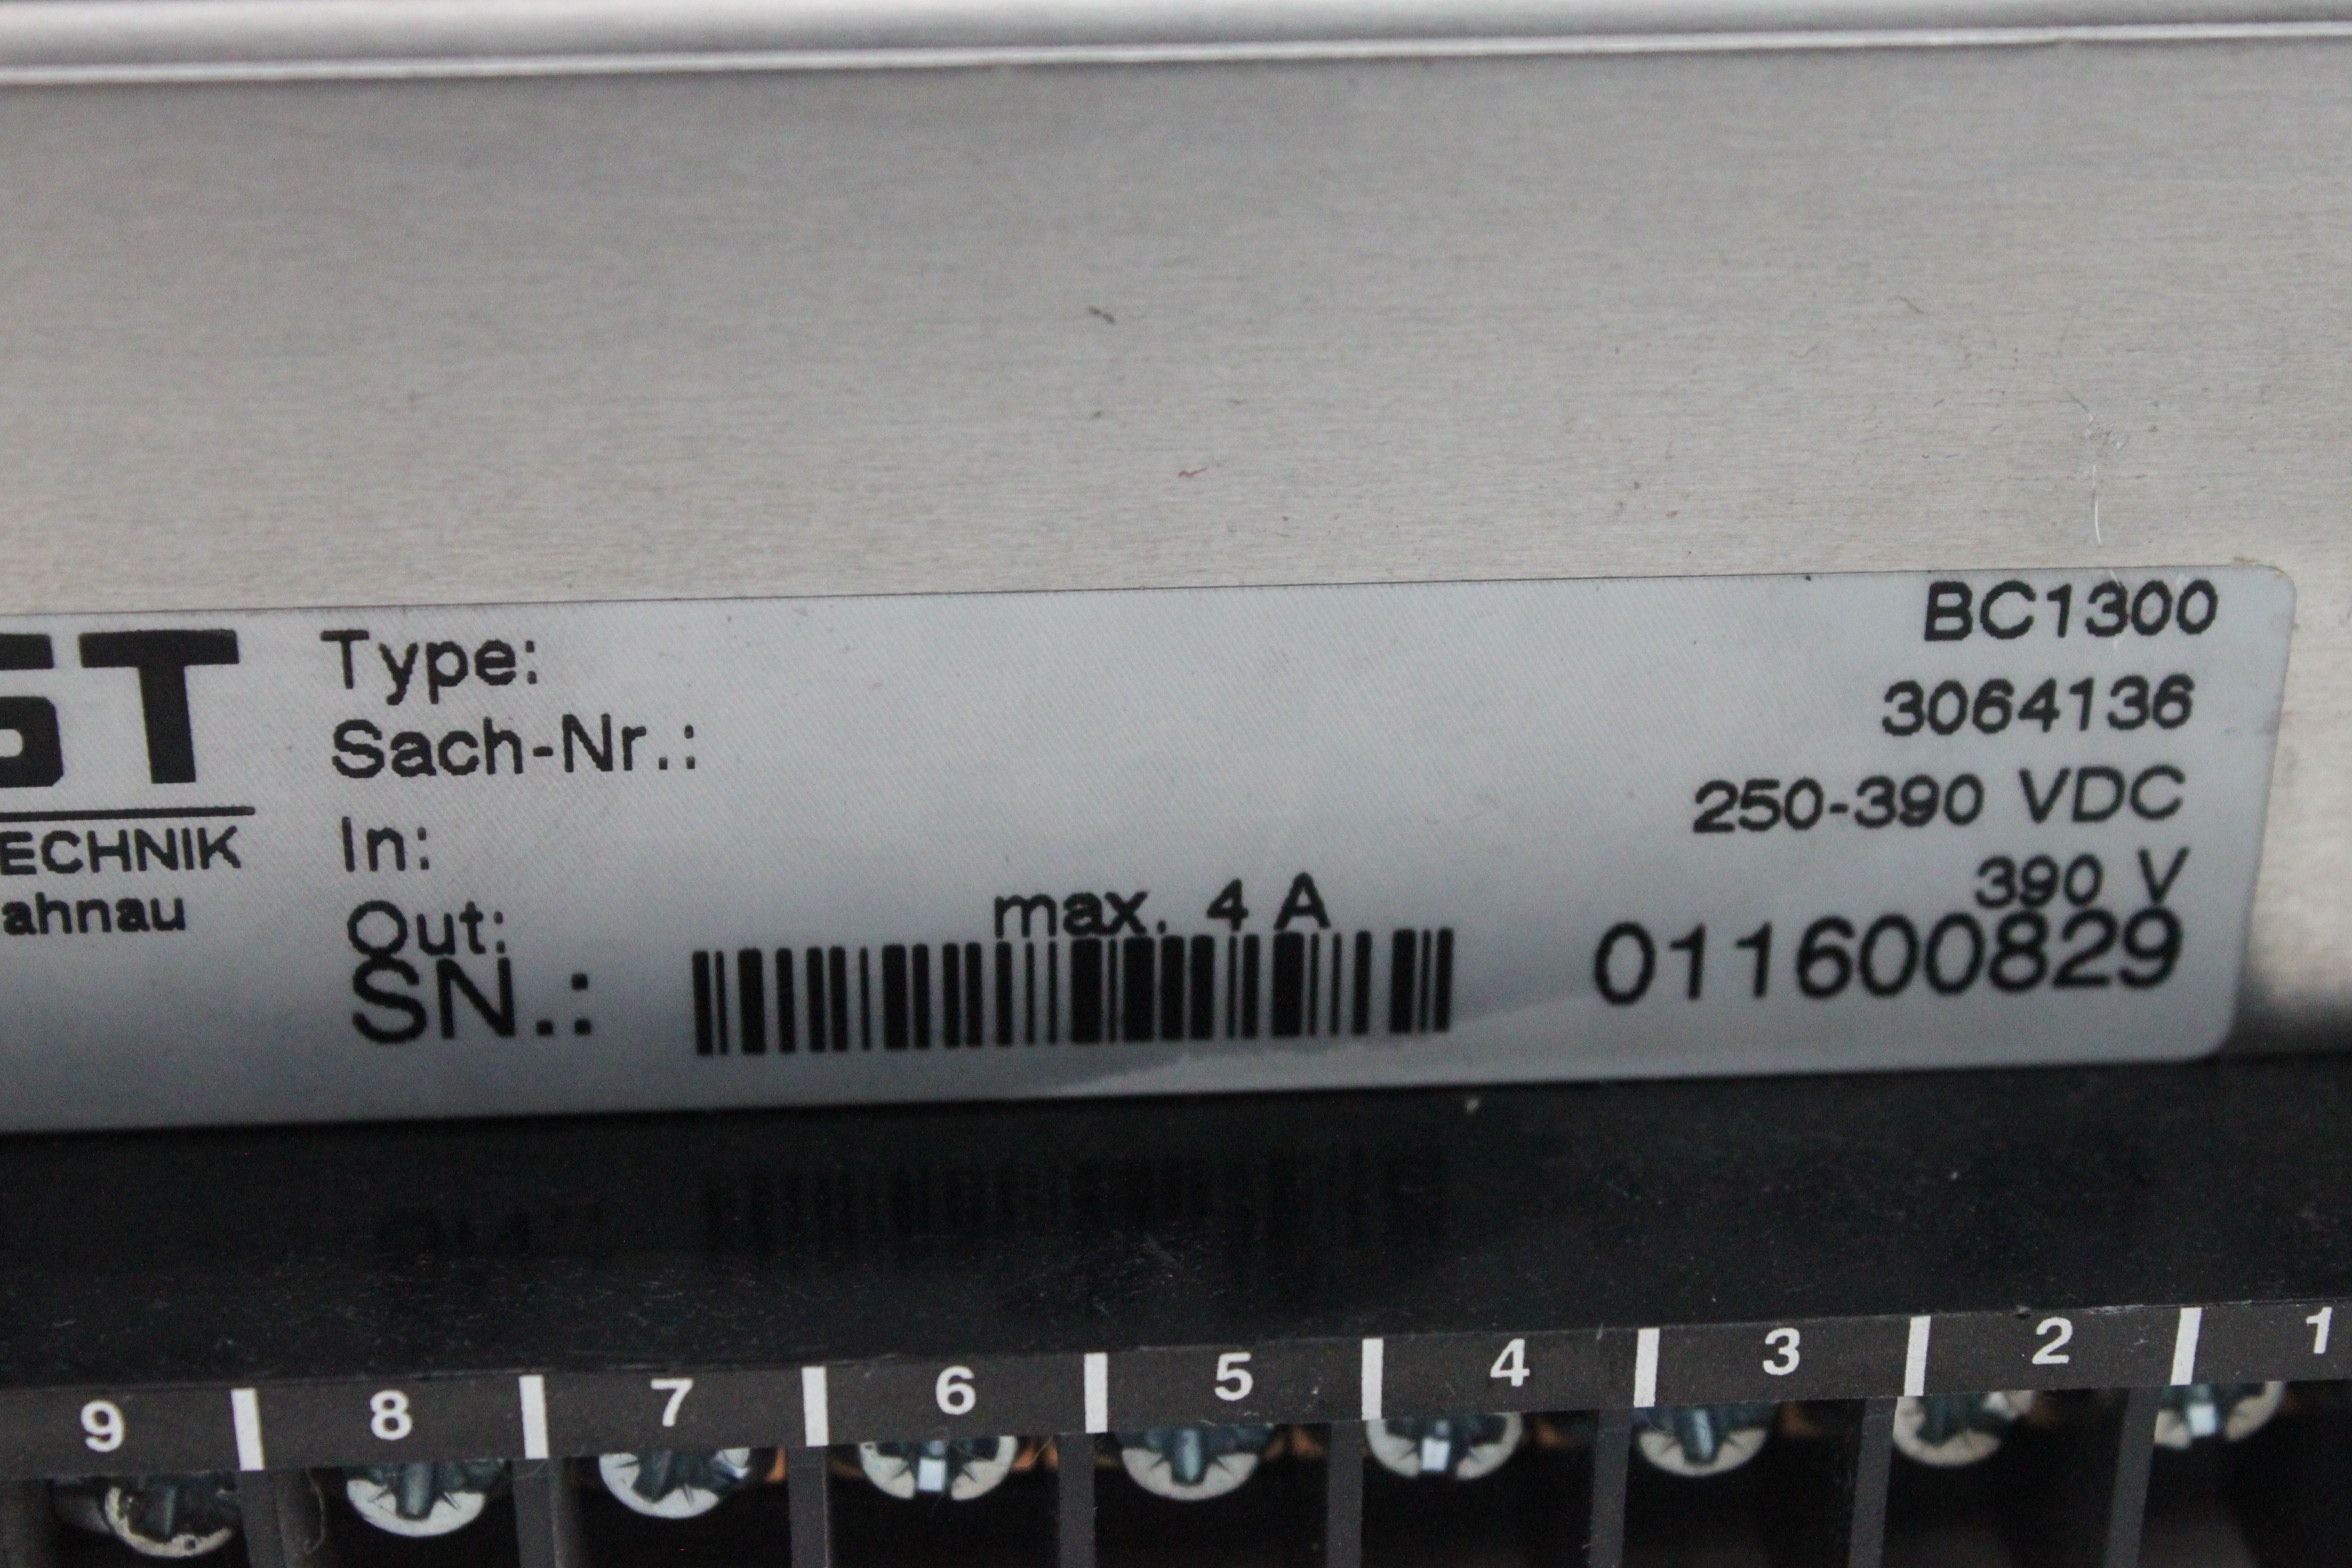 ST
ECHNIK
ahnau
Type: BC1300
Sach-Nr.: 3064136
In: 250-390 VDC
Out: max. 4 A 390 V
SN.: 011600829
9 8 7 6 5 4 3 2 1